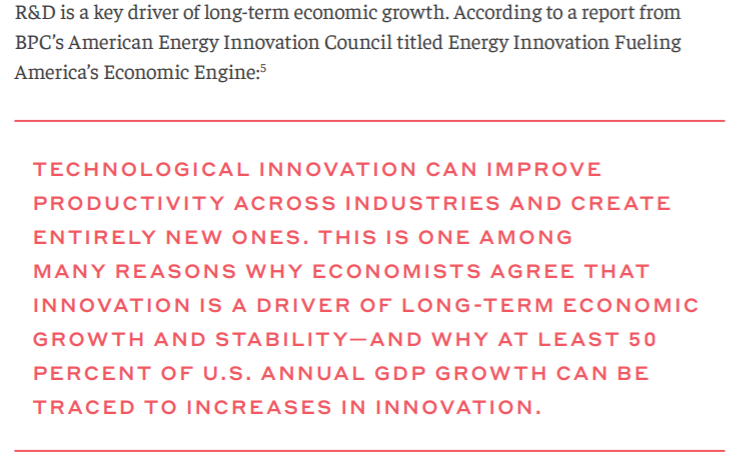 R&D is a key driver of long-term economic growth. According to a report from
BPC’s American Energy Innovation Council titled Energy Innovation Fueling
America’s Economic Engine:5
TECHNOLOGICAL INNOVATION CAN IMPROVE
PRODUCTIVITY ACROSS INDUSTRIES AND CREATE
ENTIRELY NEW ONES. THIS IS ONE AMONG
MANY REASONS WHY ECONOMISTS AGREE THAT
INNOVATION IS A DRIVER OF LONG-TERM ECONOMIC
GROWTH AND STABILITY—AND WHY AT LEAST 50
PERCENT OF U.S. ANNUAL GDP GROWTH CAN BE
TRACED TO INCREASES IN INNOVATION.